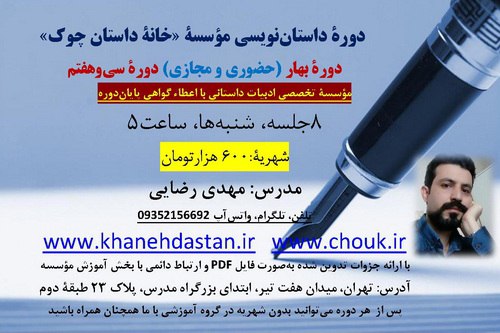 دورهٔ داستان‌نویسی مؤسسهٔ «خانهٔ داستان چوک»
دورهٔ بهار (حضوری و مجازی) دورهٔ سی‌وهفتم
مؤسسهٔ تخصصی ادبیات داستانی با اعطاء گواهی پایان‌دوره
۸جلسه، شنبه‌ها، ساعت۵
شهریهٔ:۶۰۰ هزارتومان
مدرس: مهدی رضایی
تلفن، تلگرام، واتس‌آپ 09352156692
www.khanehdastan.ir www.chouk.ir
با ارائه جزوات تدوین شده به‌صورت فایل PDF و ارتباط دائمی با بخش آموزش مؤسسه
آدرس: تهران، میدان هفت تیر، ابتدای بزرگراه مدرس، پلاک ۲۳ طبقهٔ دوم
پس از هر دوره می‌توانید بدون شهریه در گروه آموزشی با ما همچنان همراه باشید